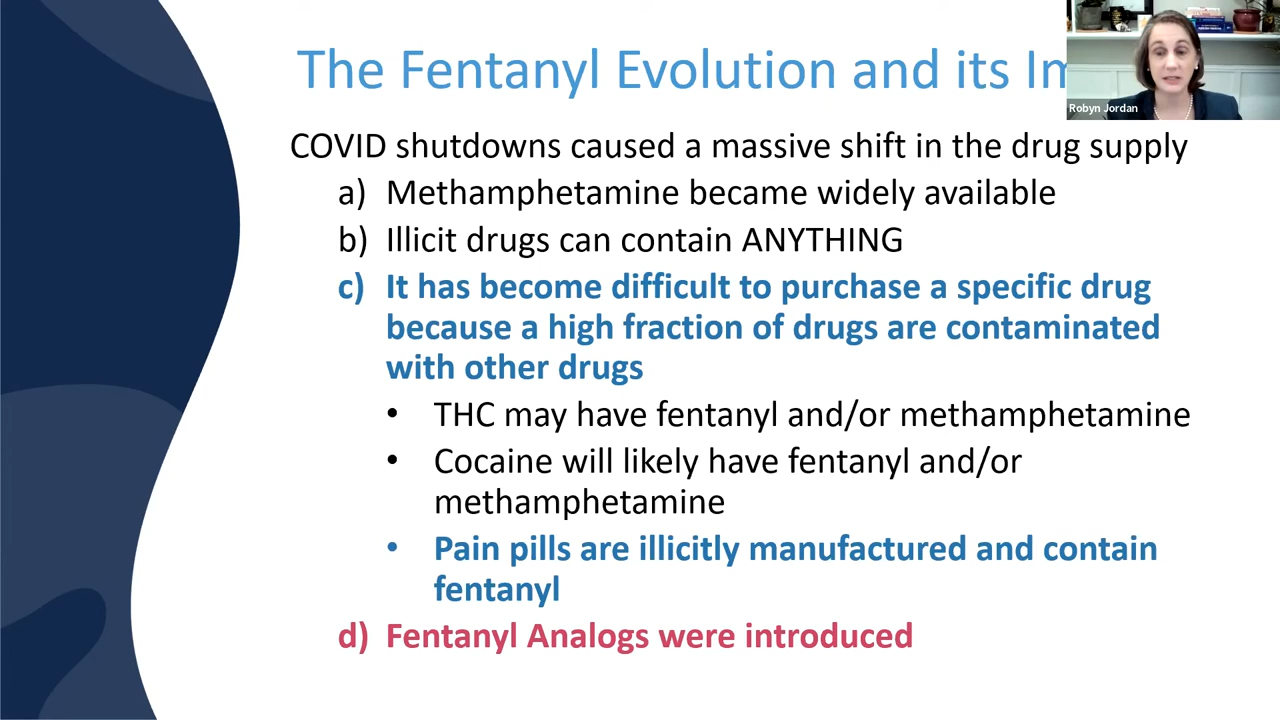 The Fentanyl Evolution and its
Robyn Jordan
COVID shutdowns caused a massive shift in the drug supply
a) Methamphetamine became widely available
b) Illicit drugs can contain ANYTHING
c) It has become difficult to purchase a specific drug
because a high fraction of drugs are contaminated
with other drugs
• THC may have fentanyl and/or methamphetamine
• Cocaine will likely have fentanyl and/or
methamphetamine
• Pain pills are illicitly manufactured and contain
fentanyl
d) Fentanyl Analogs were introduced